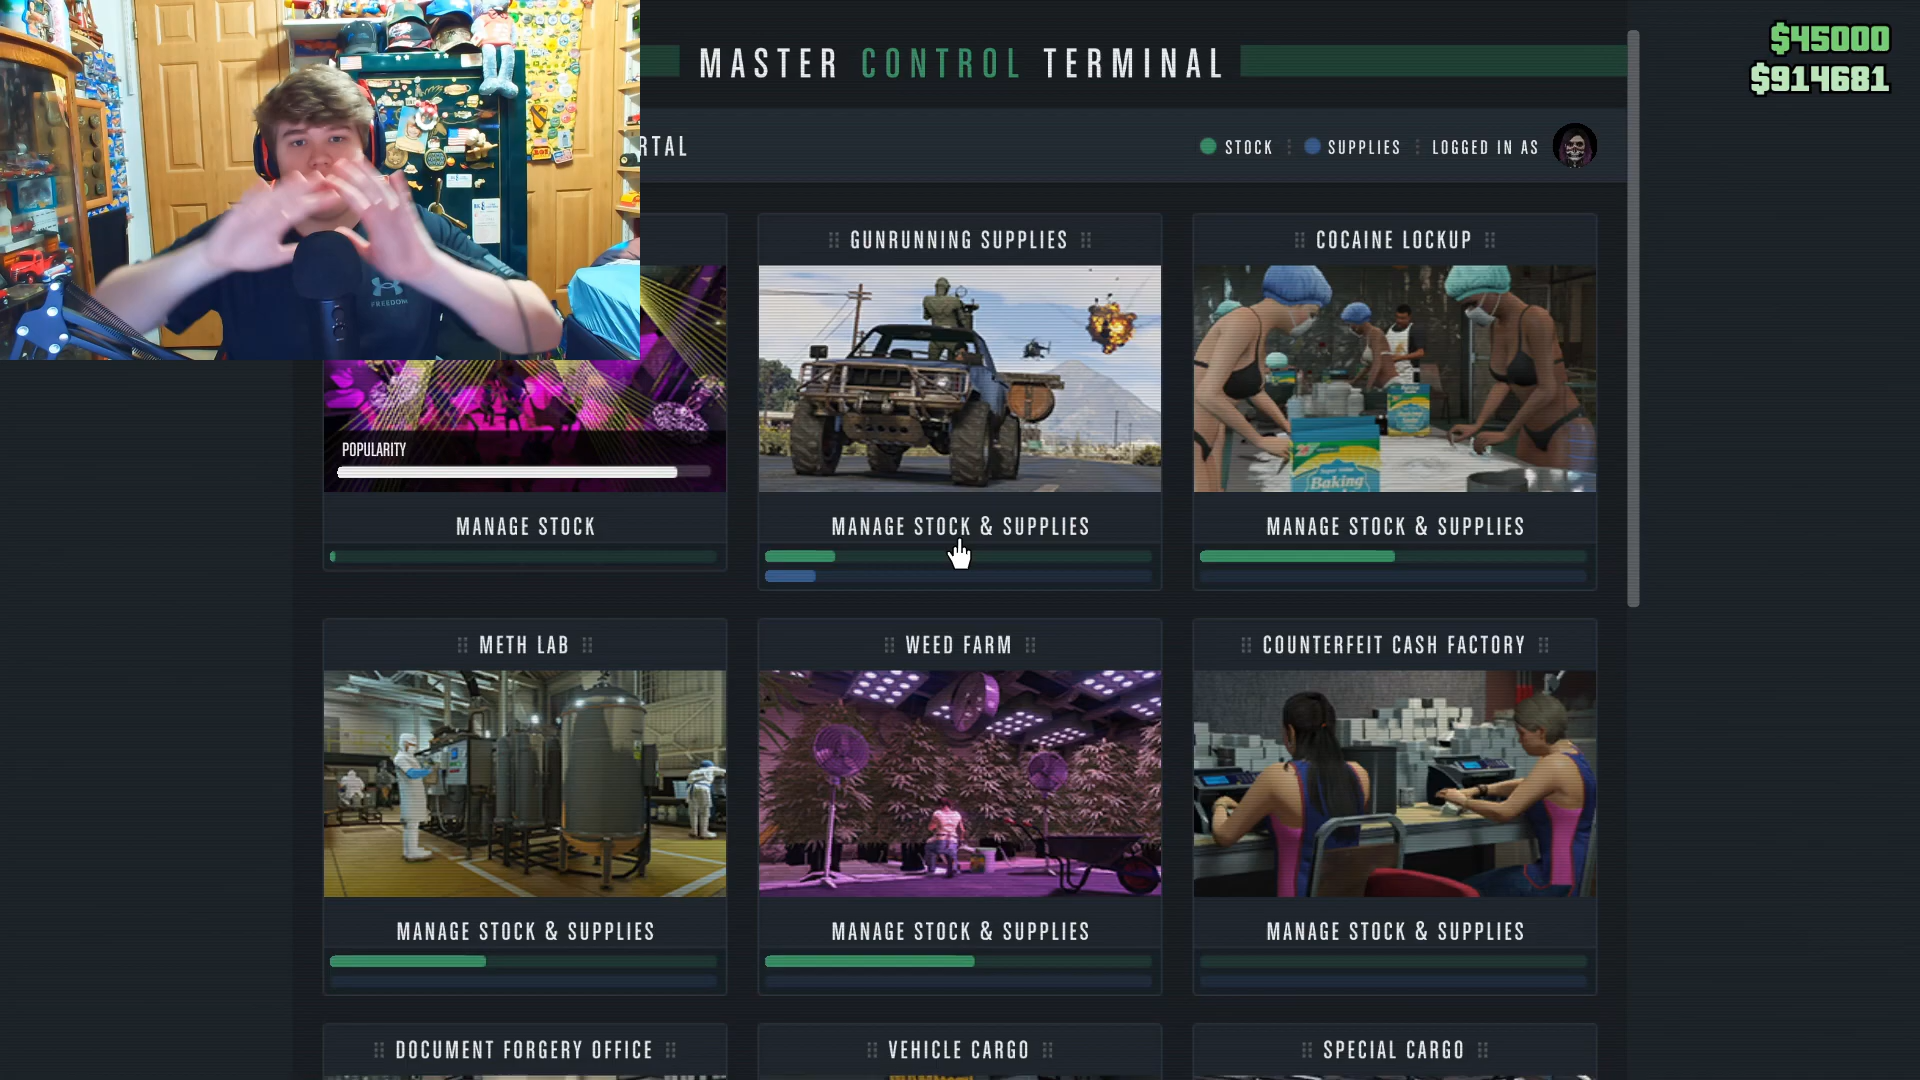 MASTER CONTROL TERMINAL
$45000
$914681
RTAL
STOCK
SUPPLIES
LOGGED IN AS
GUNRUNNING SUPPLIES
COCAINE LOCKUP
FREEDOM
Baking
POPULARITY
MANAGE STOCK
MANAGE STOCK & SUPPLIES
MANAGE STOCK & SUPPLIES
METH LAB
WEED FARM
COUNTERFEIT CASH FACTORY
MANAGE STOCK & SUPPLIES
MANAGE STOCK & SUPPLIES
MANAGE STOCK & SUPPLIES
DOCUMENT FORGERY OFFICE
VEHICLE CARGO
SPECIAL CARGO